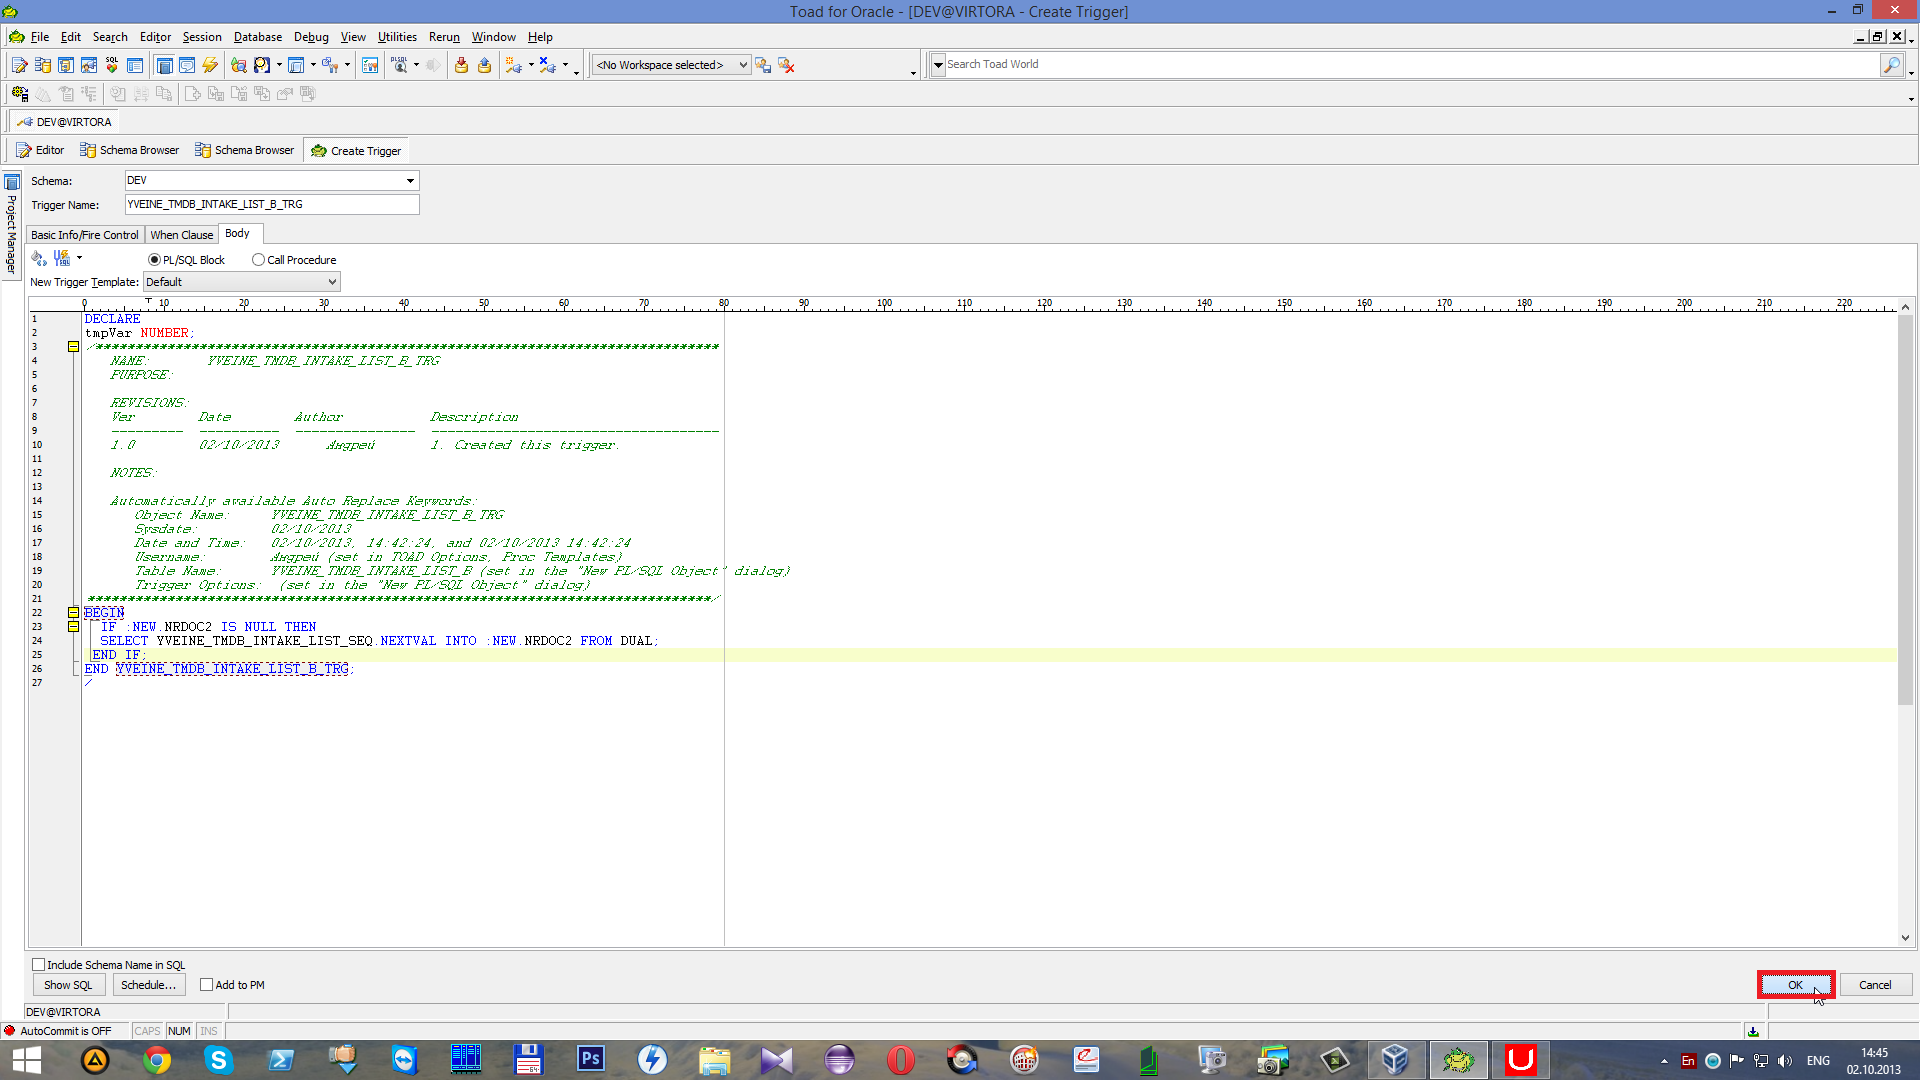 Toad for Oracle - [DEV@VIRTORA - Create Trigger]
File Edit Search Editor Session Database Debug View Utilities Rerun Window Help
<No Workspace selected> Search Toad World
DEV@VIRTORA
Editor Schema Browser Schema Browser Create Trigger
Project Manager
Schema: DEV
Trigger Name: YVEINE_TMDB_INTAKE_LIST_B_TRG
Basic Info/Fire Control When Clause Body
PL/SQL Block Call Procedure
New Trigger Template: Default
0 10 20 30 40 50 60 70 80 90 100 110 120 130 140 150 160 170 180 190 200 210 220
1 DECLARE
2 tmpVar NUMBER;
3 /******************************************************************************
4 NAME: YVEINE_TMDB_INTAKE_LIST_B_TRG
5 PURPOSE:
6
7 REVISIONS:
8 Ver Date Author Description
9 --------- ---------- --------------- ------------------------------------
10 1.0 02/10/2013 Андрей 1. Created this trigger.
11
12 NOTES:
13
14 Automatically available Auto Replace Keywords:
15 Object Name: YVEINE_TMDB_INTAKE_LIST_B_TRG
16 Sysdate: 02/10/2013
17 Date and Time: 02/10/2013, 14:42:24, and 02/10/2013 14:42:24
18 Username: Андрей (set in TOAD Options, Proc Templates)
19 Table Name: YVEINE_TMDB_INTAKE_LIST_B (set in the "New PL/SQL Object" dialog)
20 Trigger Options: (set in the "New PL/SQL Object" dialog)
21 ******************************************************************************/
22 BEGIN
23 IF :NEW.NRDOC2 IS NULL THEN
24 SELECT YVEINE_TMDB_INTAKE_LIST_SEQ.NEXTVAL INTO :NEW.NRDOC2 FROM DUAL;
25 END IF;
26 END YVEINE_TMDB_INTAKE_LIST_B_TRG;
27 /
Include Schema Name in SQL
Show SQL Schedule... Add to PM OK Cancel
DEV@VIRTORA
AutoCommit is OFF CAPS NUM INS
Ps 64 En ENG 14:45
02.10.2013